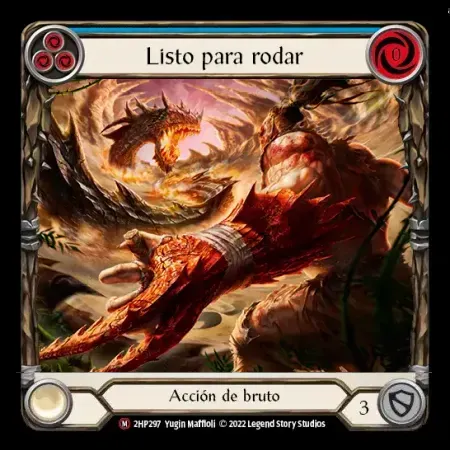 Listo para rodar
0
Acción de bruto
3
M 2HP297 Yugin Maffioli © 2022 Legend Story Studios